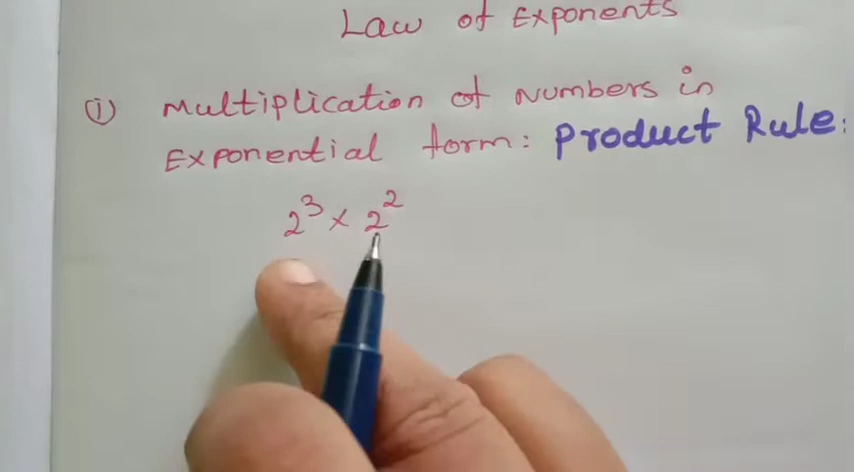 Law of Exponents
(i) Multiplication of Numbers in
Exponential form: Product Rule:
2³ × 2²